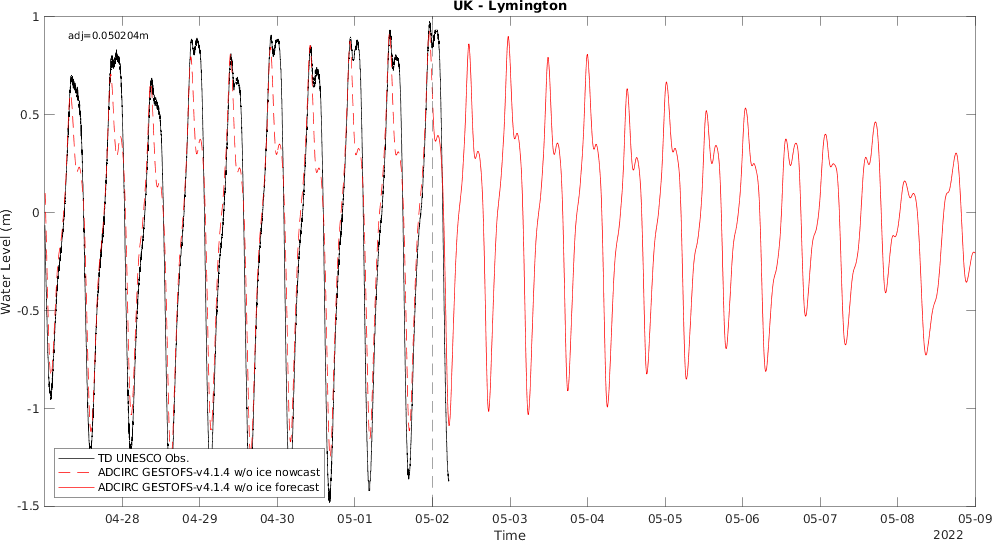 UK - Lymington
adj=0.050204m
Water Level (m)
1
0.5
0
-0.5
-1
-1.5
TD UNESCO Obs.
ADCIRC GESTOFS-v4.1.4 w/o ice nowcast
ADCIRC GESTOFS-v4.1.4 w/o ice forecast
04-28 04-29 04-30 05-01 05-02 05-03 05-04 05-05 05-06 05-07 05-08 05-09
Time
2022